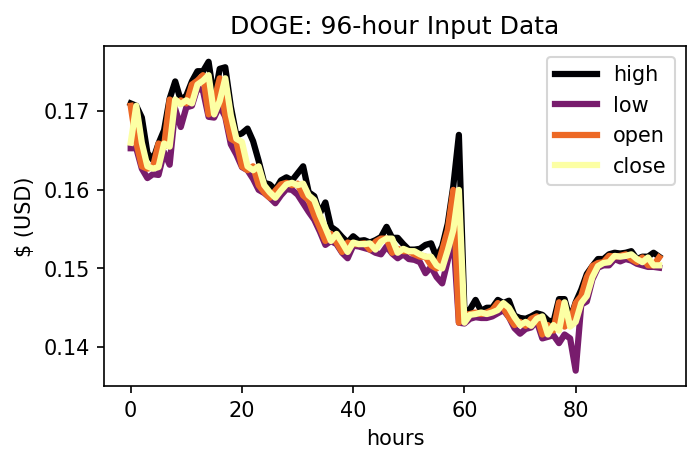 DOGE: 96-hour Input Data
high
low
open
close
$ (USD)
0.17
0.16
0.15
0.14
0
20
40
60
80
hours